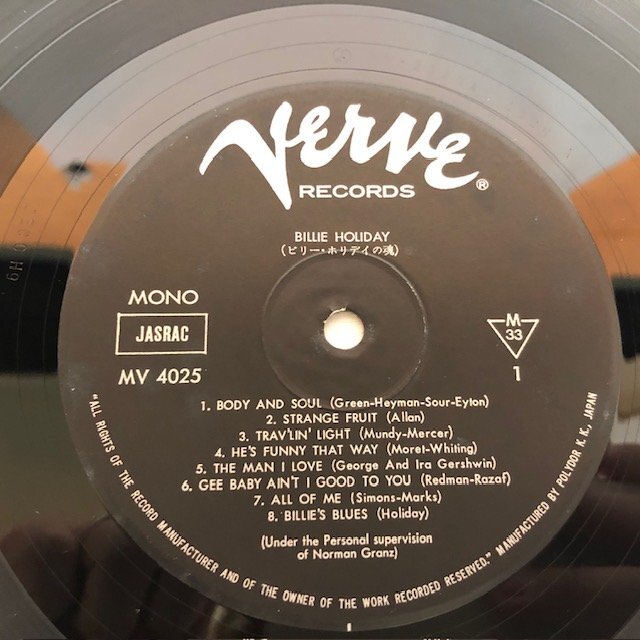 Verve
RECORDS ®
BILLIE HOLIDAY
(ビリー・ホリデイの魂)
MONO
JASRAC
MV 4025
M
33
1
1. BODY AND SOUL (Green-Heyman-Sour-Eyton)
2. STRANGE FRUIT (Allan)
3. TRAV'LIN' LIGHT (Mundy-Mercer)
4. HE'S FUNNY THAT WAY (Moret-Whiting)
5. THE MAN I LOVE (George And Ira Gershwin)
6. GEE BABY AIN'T I GOOD TO YOU (Redman-Razaf)
7. ALL OF ME (Simons-Marks)
8. BILLIE'S BLUES (Holiday)
(Under the Personal supervision
of Norman Granz)
"ALL RIGHTS OF THE RECORD MANUFACTURER AND OF THE OWNER OF THE WORK RECORDED RESERVED." MANUFACTURED BY POLYDOR K. K., JAPAN